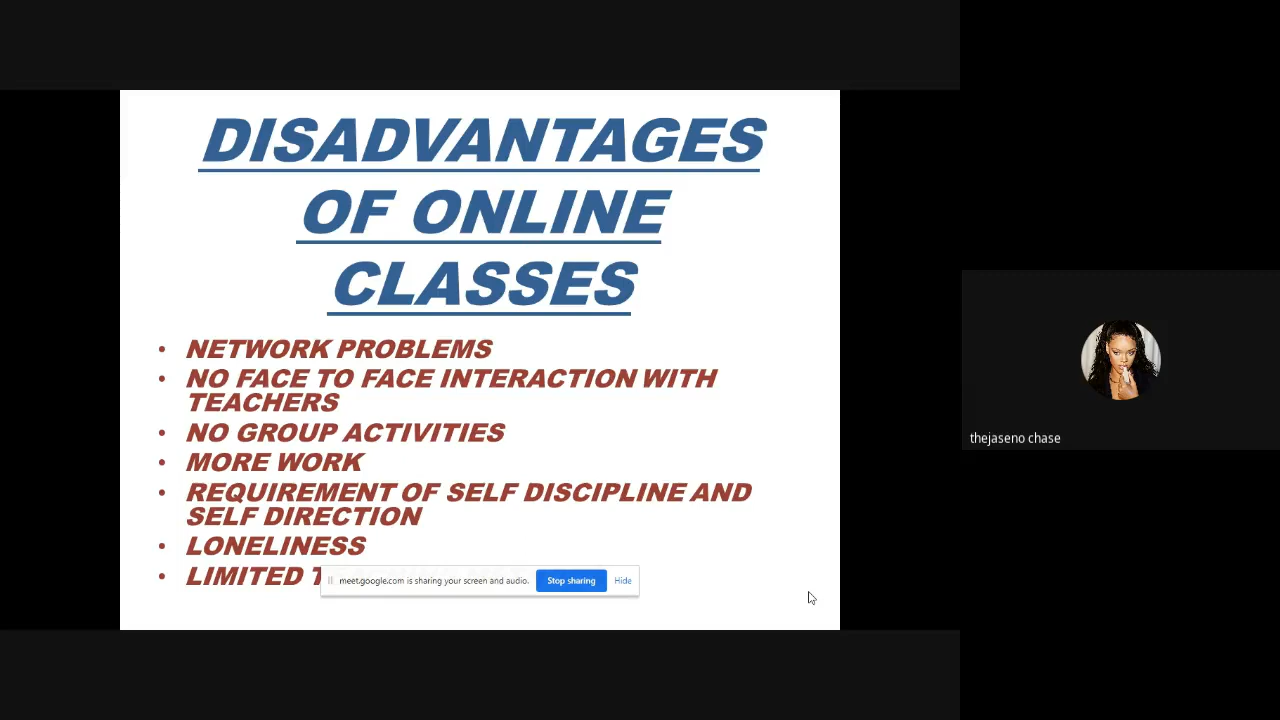 DISADVANTAGES
OF ONLINE
CLASSES
• NETWORK PROBLEMS
• NO FACE TO FACE INTERACTION WITH
TEACHERS
• NO GROUP ACTIVITIES
• MORE WORK
• REQUIREMENT OF SELF DISCIPLINE AND
SELF DIRECTION
• LONELINESS
• LIMITED
meet.google.com is sharing your screen and audio. Stop sharing Hide
thejaseno chase